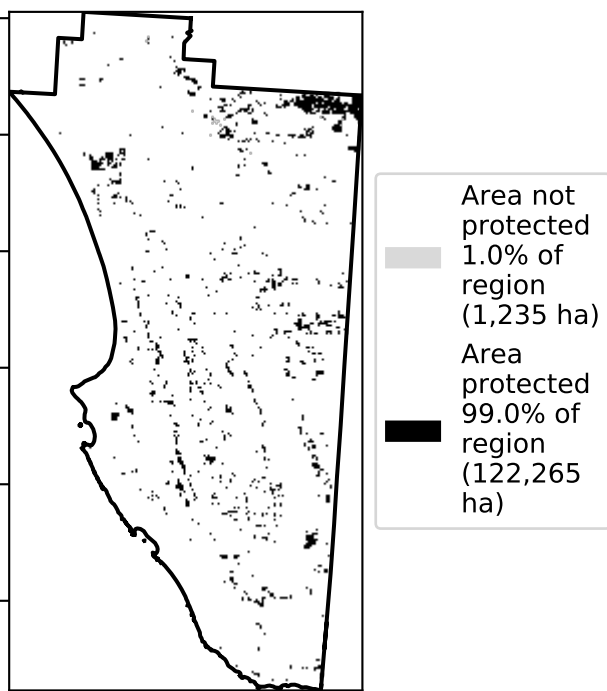 Area not
protected
1.0% of
region
(1,235 ha)
Area
protected
99.0% of
region
(122,265
ha)